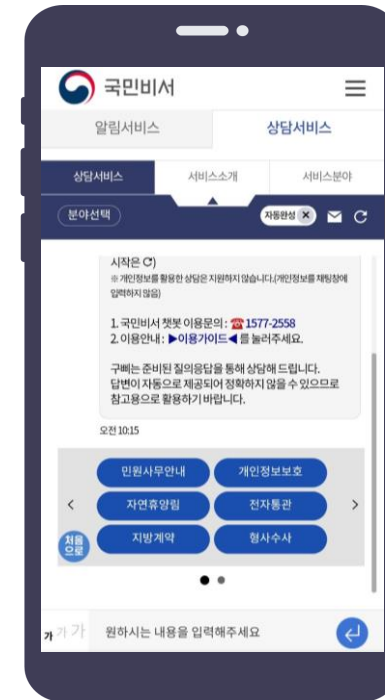 국민비서
알림서비스
상담서비스
상담서비스
서비스소개
서비스분야
분야선택
자동완성
시작은 C)
※ 개인정보를 활용한 상담은 지원하지 않습니다.(개인정보를 채팅창에
입력하지 않음)
1. 국민비서 챗봇 이용문의 : ☎ 1577-2558
2. 이용안내 : ▶이용가이드◀ 를 눌러주세요.
구삐는 준비된 질의응답을 통해 상담해 드립니다.
답변이 자동으로 제공되어 정확하지 않을 수 있으므로
참고용으로 활용하기 바랍니다.
오전 10:15
민원사무안내
개인정보보호
자연휴양림
전자통관
지방계약
형사수사
처음
으로
가 가 가
원하시는 내용을 입력해주세요